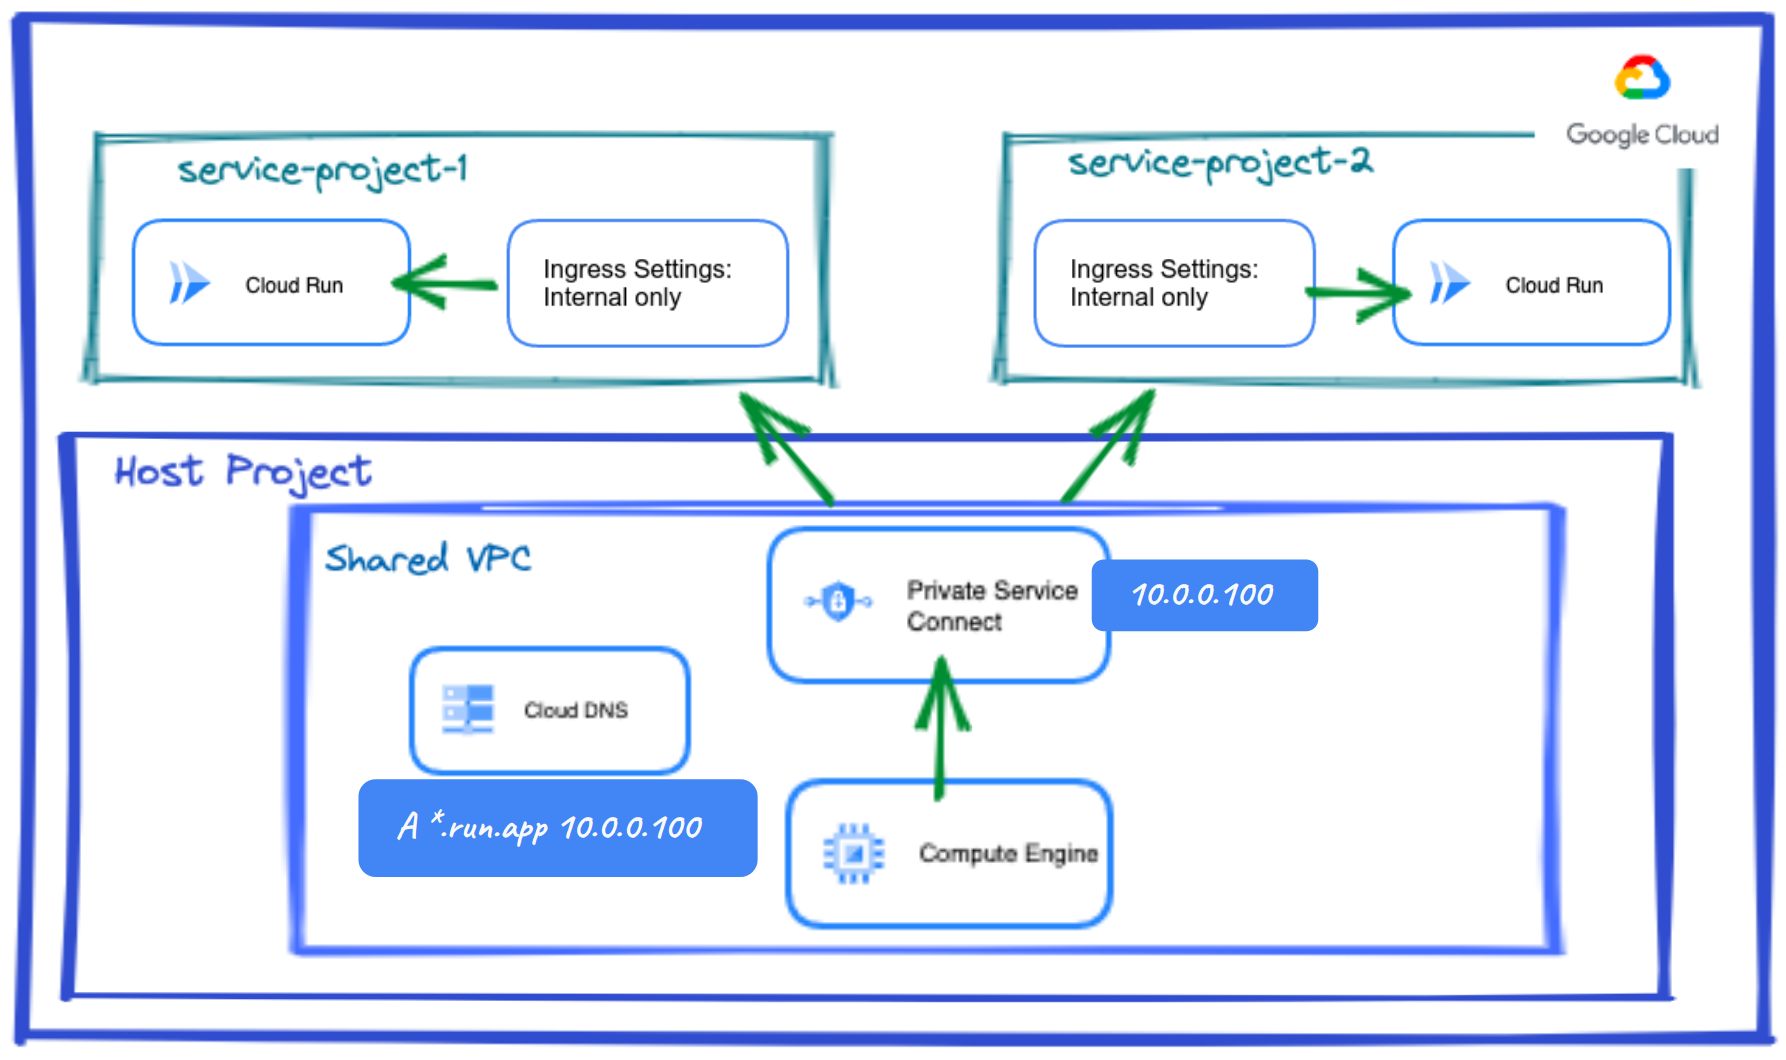 Google Cloud
service-project-1
Cloud Run
Ingress Settings:
Internal only
service-project-2
Ingress Settings:
Internal only
Cloud Run
Host Project
Shared VPC
Private Service
Connect
10.0.0.100
Cloud DNS
A *.run.app 10.0.0.100
Compute Engine